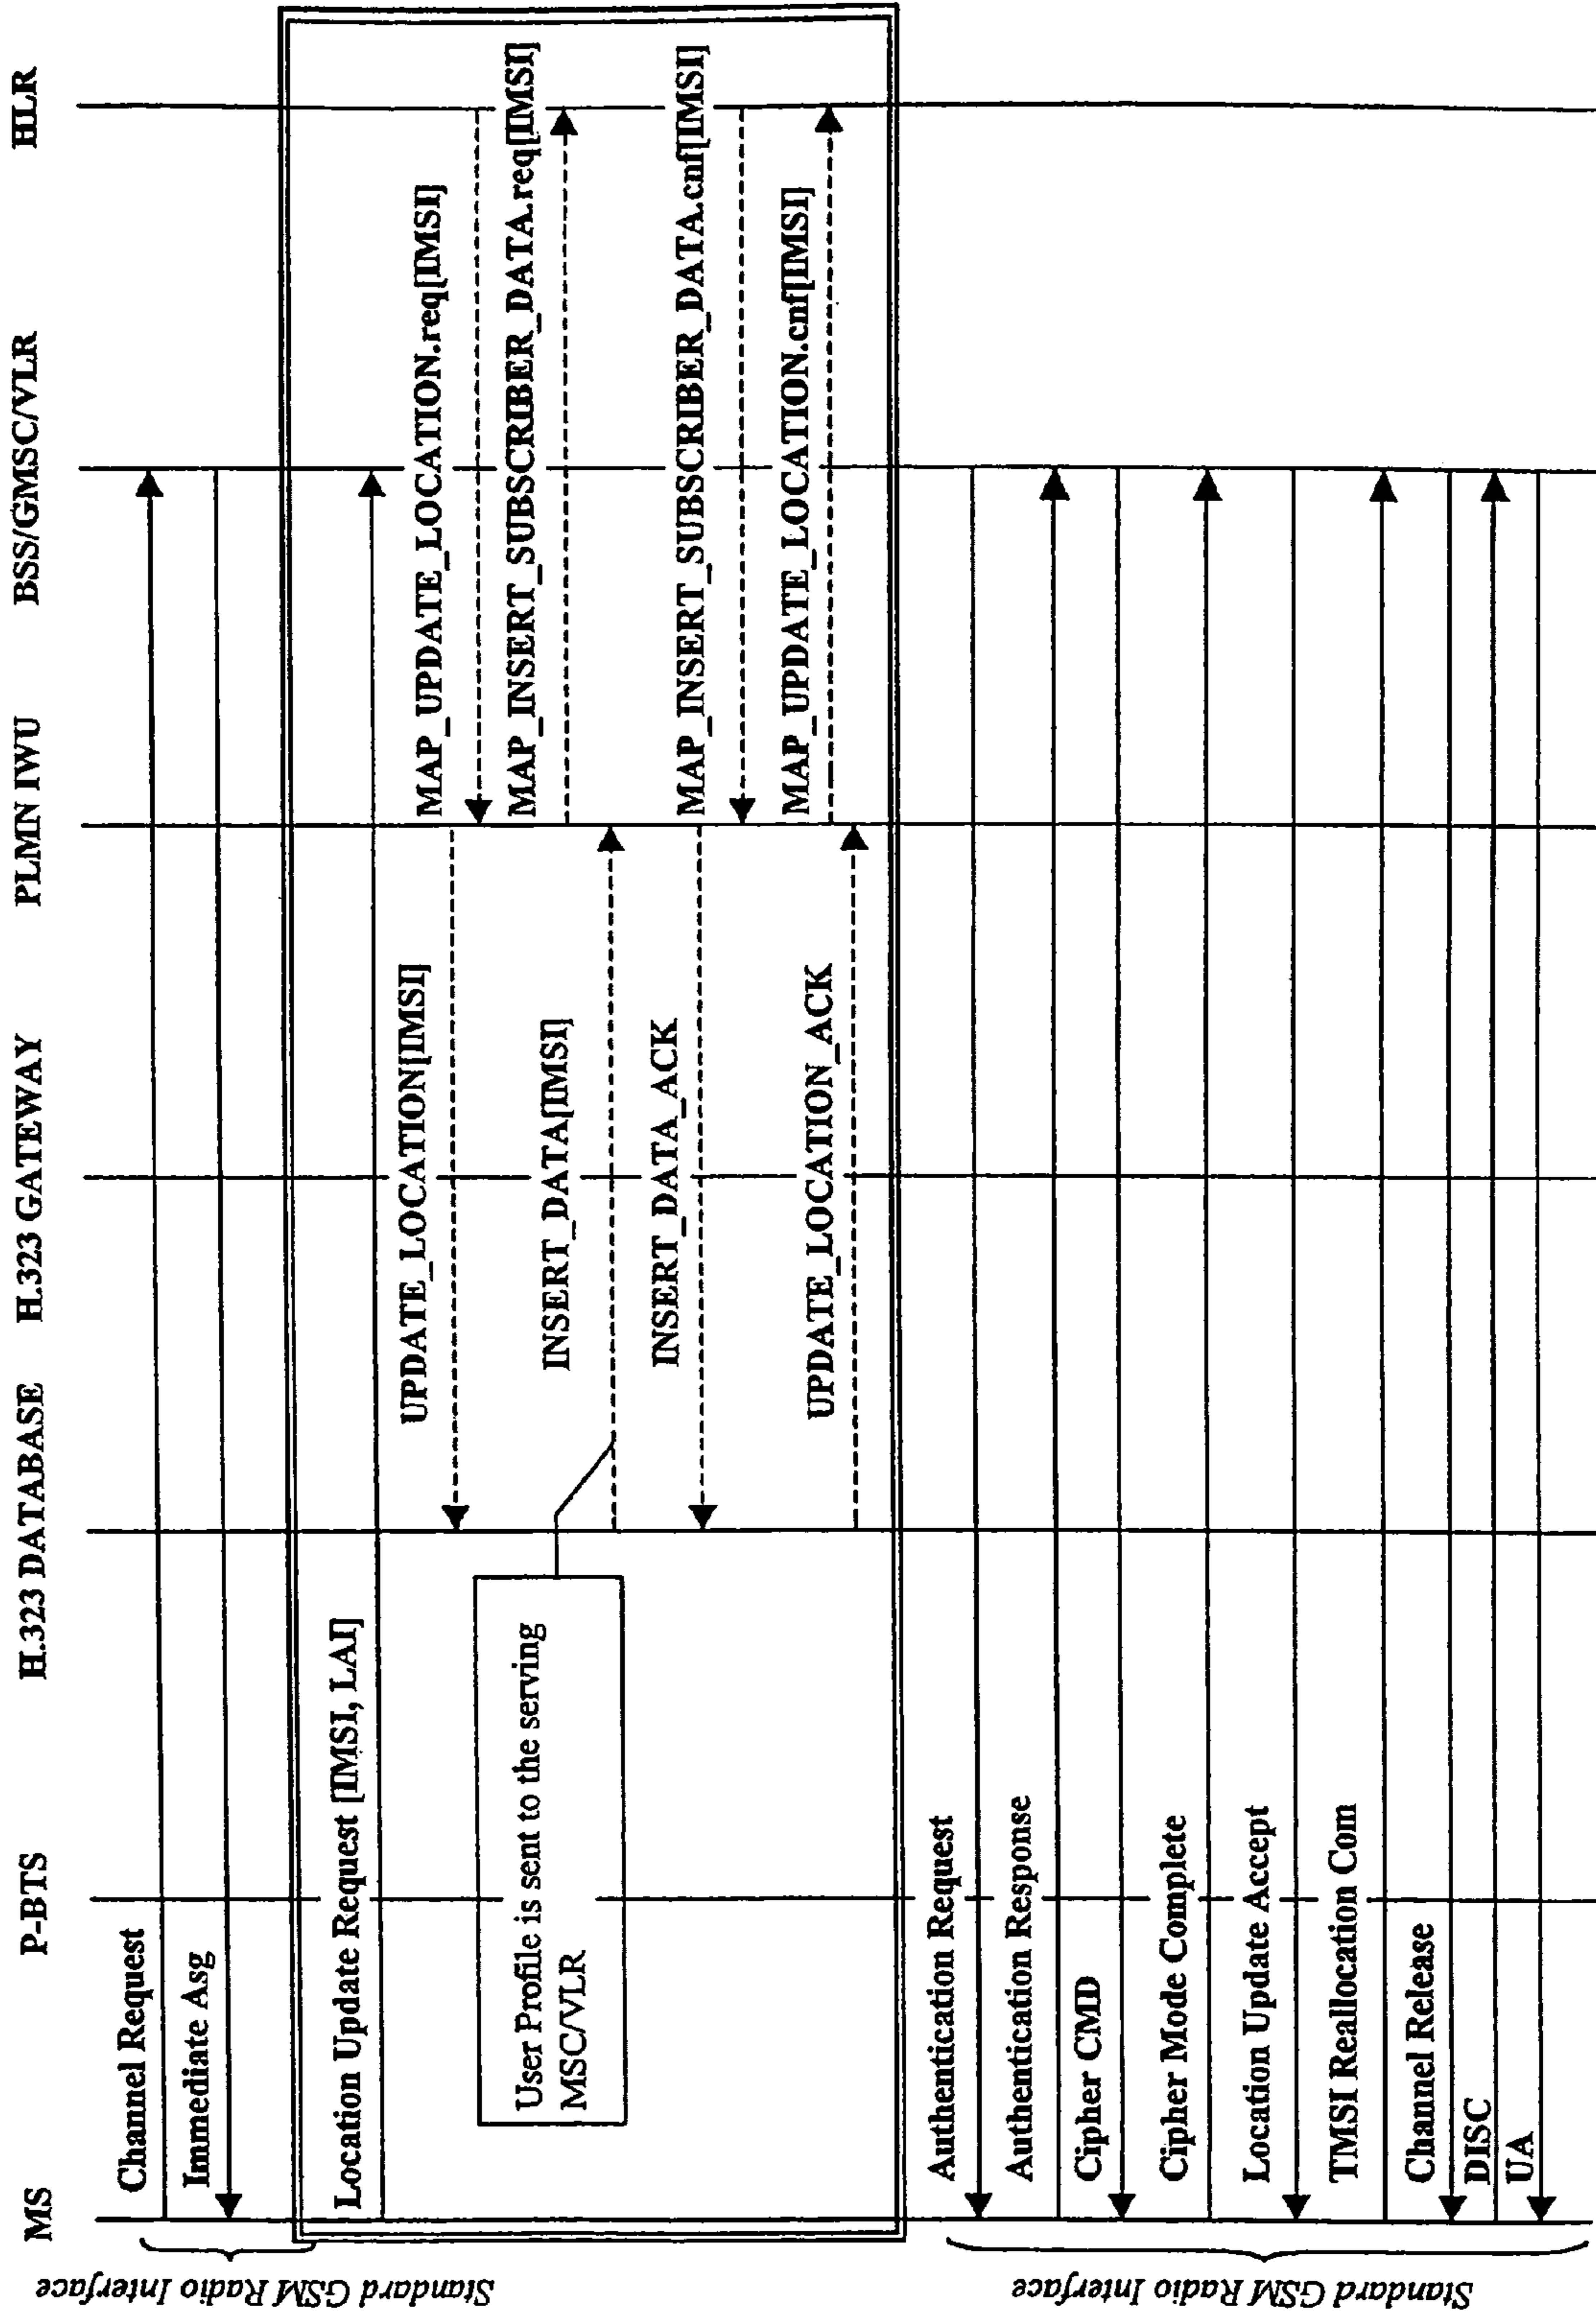 MS
P-BTS
H.323 DATABASE
H.323 GATEWAY
PLMN IWU
BSS/GMSC/VLR
HLR
Standard GSM Radio Interface
Channel Request
Immediate Asg
Location Update Request [IMSI, LAI]
UPDATE_LOCATION[IMSI]
MAP_UPDATE_LOCATION.req[IMSI]
User Profile is sent to the serving
MSC/VLR
INSERT_DATA[IMSI]
MAP_INSERT_SUBSCRIBER_DATA.req[IMSI]
INSERT_DATA_ACK
MAP_INSERT_SUBSCRIBER_DATA.cnf[IMSI]
UPDATE_LOCATION_ACK
MAP_UPDATE_LOCATION.cnf[IMSI]
Standard GSM Radio Interface
Authentication Request
Authentication Response
Cipher CMD
Cipher Mode Complete
Location Update Accept
TMSI Reallocation Com
Channel Release
DISC
UA